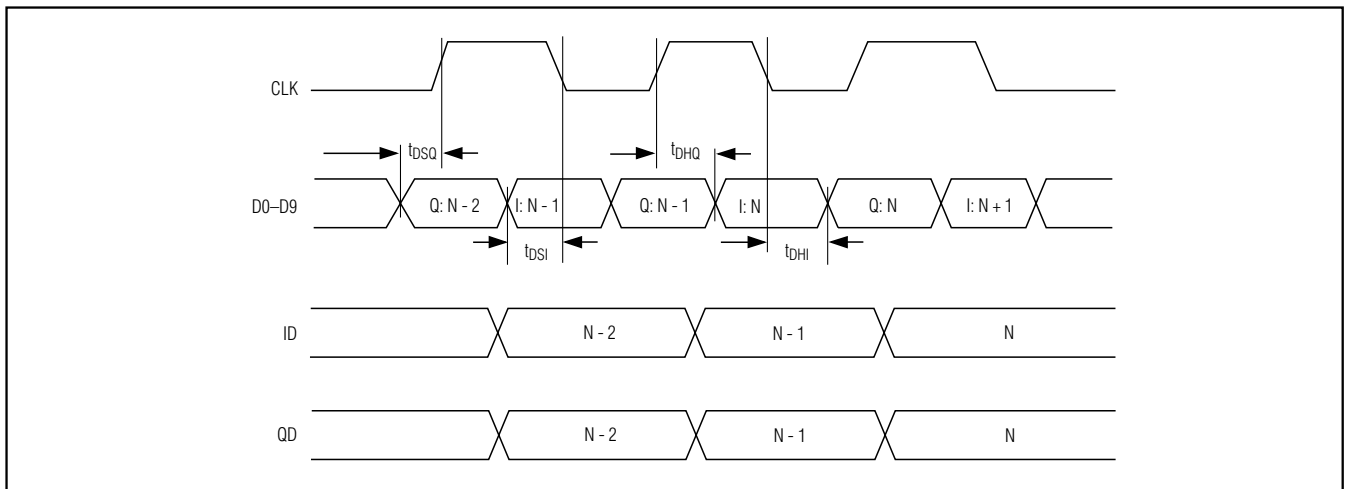 CLK
tDSQ
tDHQ
D0–D9
Q: N - 2
I: N - 1
Q: N - 1
I: N
Q: N
I: N + 1
tDSI
tDHI
ID
N - 2
N - 1
N
QD
N - 2
N - 1
N